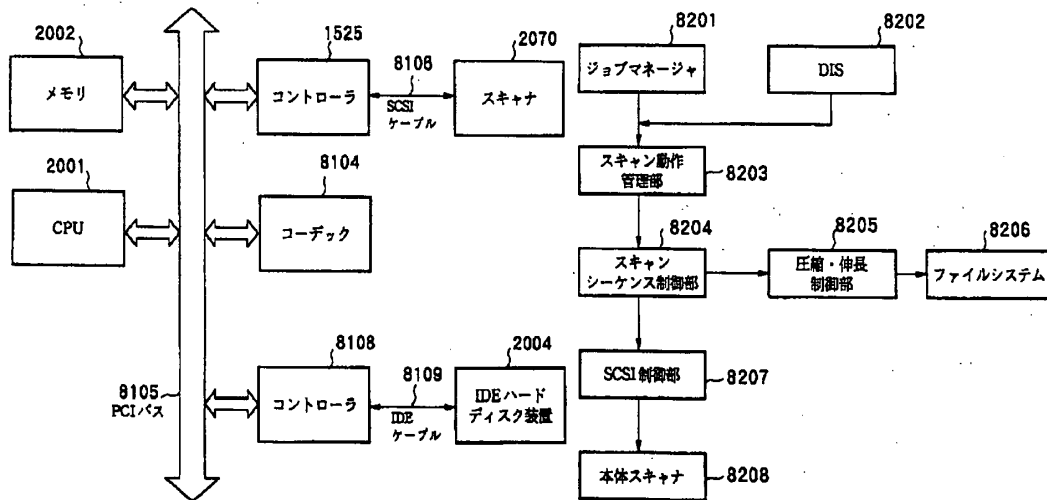 2002
メモリ
1525
コントローラ
8106
SCSI
ケーブル
2070
スキャナ
2001
CPU
8104
コーデック
8105
PCIバス
8108
コントローラ
8109
IDE
ケーブル
2004
IDEハード
ディスク装置
8201
ジョブマネージャ
8202
DIS
スキャン動作
管理部
8203
8204
スキャン
シーケンス制御部
8205
圧縮・伸長
制御部
8206
ファイルシステム
SCSI制御部
8207
本体スキャナ
8208